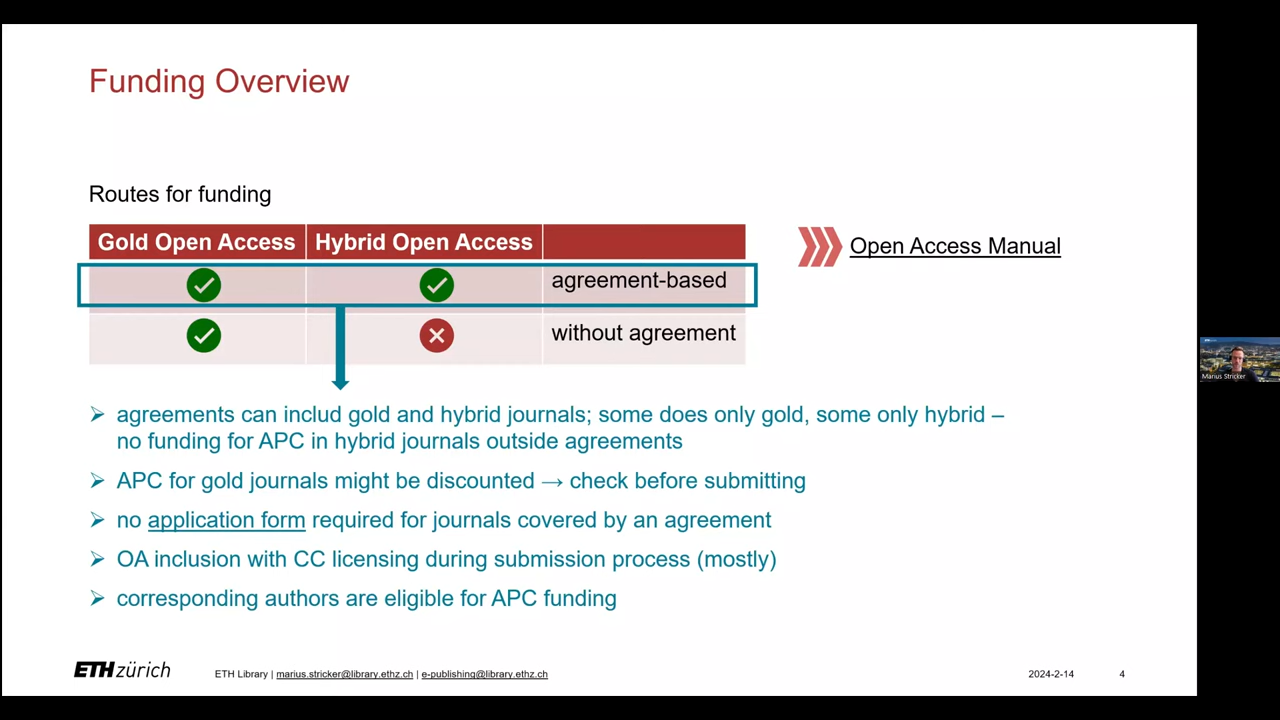 Funding Overview
Routes for funding
Gold Open Access Hybrid Open Access
agreement-based
without agreement
Open Access Manual
agreements can includ gold and hybrid journals; some does only gold, some only hybrid –
no funding for APC in hybrid journals outside agreements
APC for gold journals might be discounted → check before submitting
no application form required for journals covered by an agreement
OA inclusion with CC licensing during submission process (mostly)
corresponding authors are eligible for APC funding
ETH zürich
ETH Library | marius.stricker@library.ethz.ch | e-publishing@library.ethz.ch
2024-2-14
4
ETH
Marius Stricker